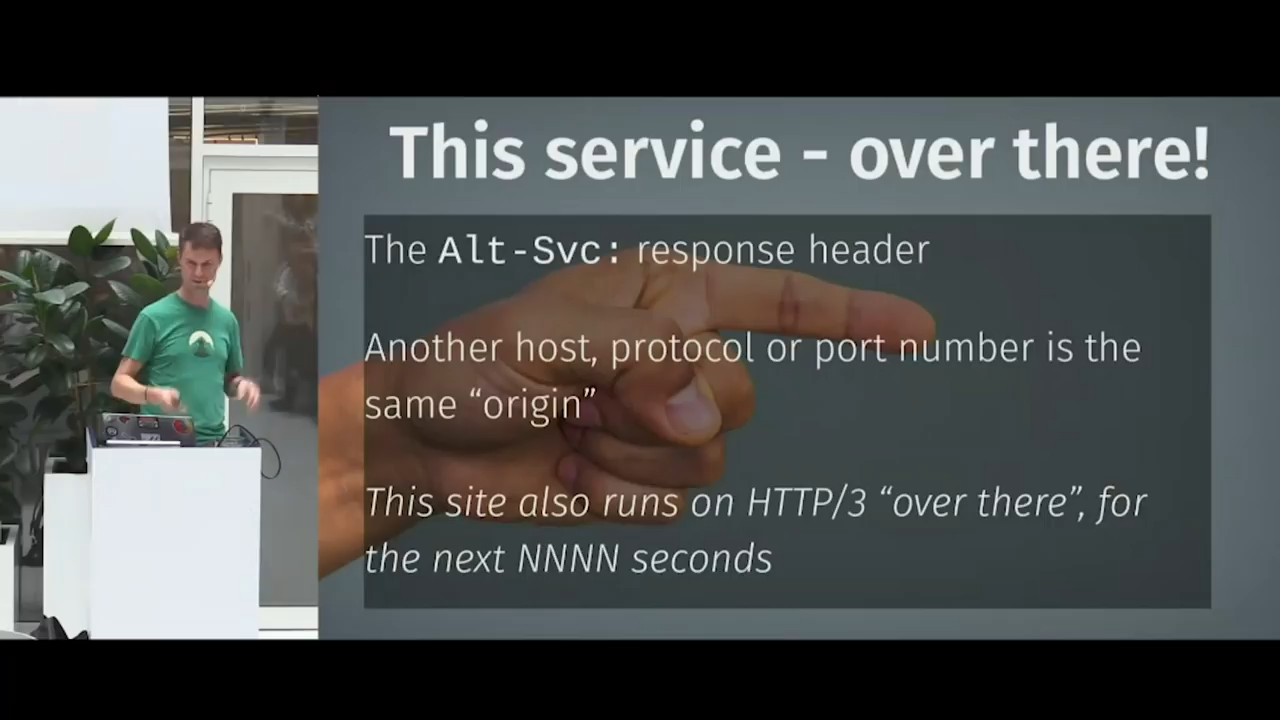 This service - over there!
The Alt-Svc: response header
Another host, protocol or port number is the
same “origin”
This site also runs on HTTP/3 “over there”, for
the next NNNN seconds